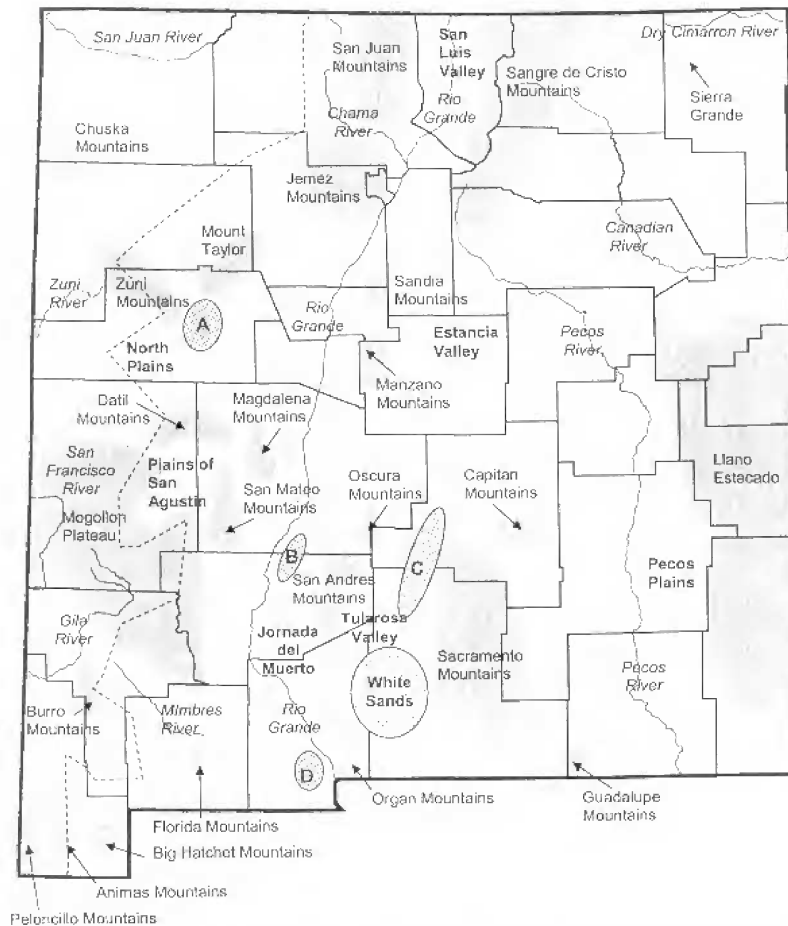 San Juan River
San Juan
Mountains
San
Luis
Valley
Dry Cimarron River
Sangre de Cristo
Mountains
Sierra
Grande
Chama
River
Rio
Grande
Chuska
Mountains
Jemez
Mountains
Mount
Taylor
Canadian
River
Zuni
River
Zuni
Mountains
Sandia
Mountains
A
Rio
Grande
North
Plains
Estancia
Valley
Pecos
River
Manzano
Mountains
Datil
Mountains
Magdalena
Mountains
San
Francisco
River
Plains of
San
Agustin
San Mateo
Mountains
Oscura
Mountains
Capitan
Mountains
Llano
Estacado
Mogollon
Plateau
B
C
San Andres
Mountains
Pecos
Plains
Gila
River
Jornada
del
Muerto
Tularosa
Valley
Sacramento
Mountains
White
Sands
Pecos
River
Burro
Mountains
Mimbres
River
Rio
Grande
D
Organ Mountains
Guadalupe
Mountains
Florida Mountains
Big Hatchet Mountains
Animas Mountains
Peloncillo Mountains